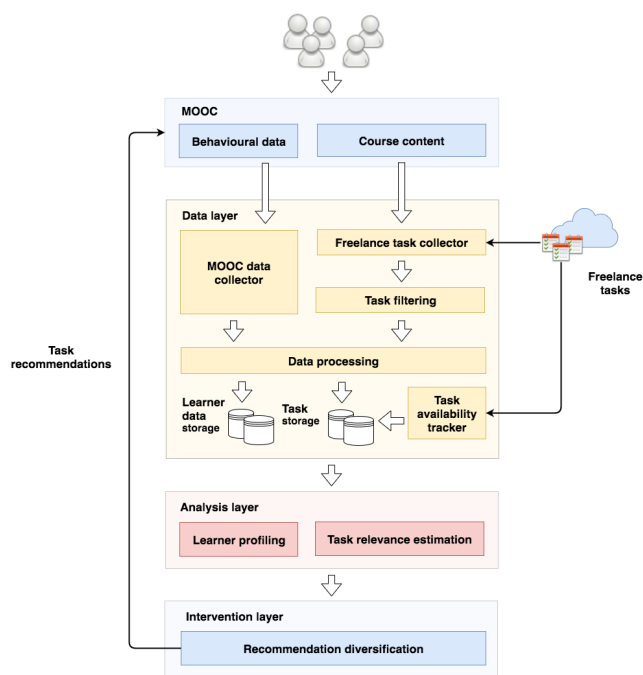 MOOC
Behavioural data
Course content
Data layer
MOOC data
collector
Freelance task collector
Task filtering
Freelance
tasks
Task
recommendations
Data processing
Learner
data
storage
Task
storage
Task
availability
tracker
Analysis layer
Learner profiling
Task relevance estimation
Intervention layer
Recommendation diversification